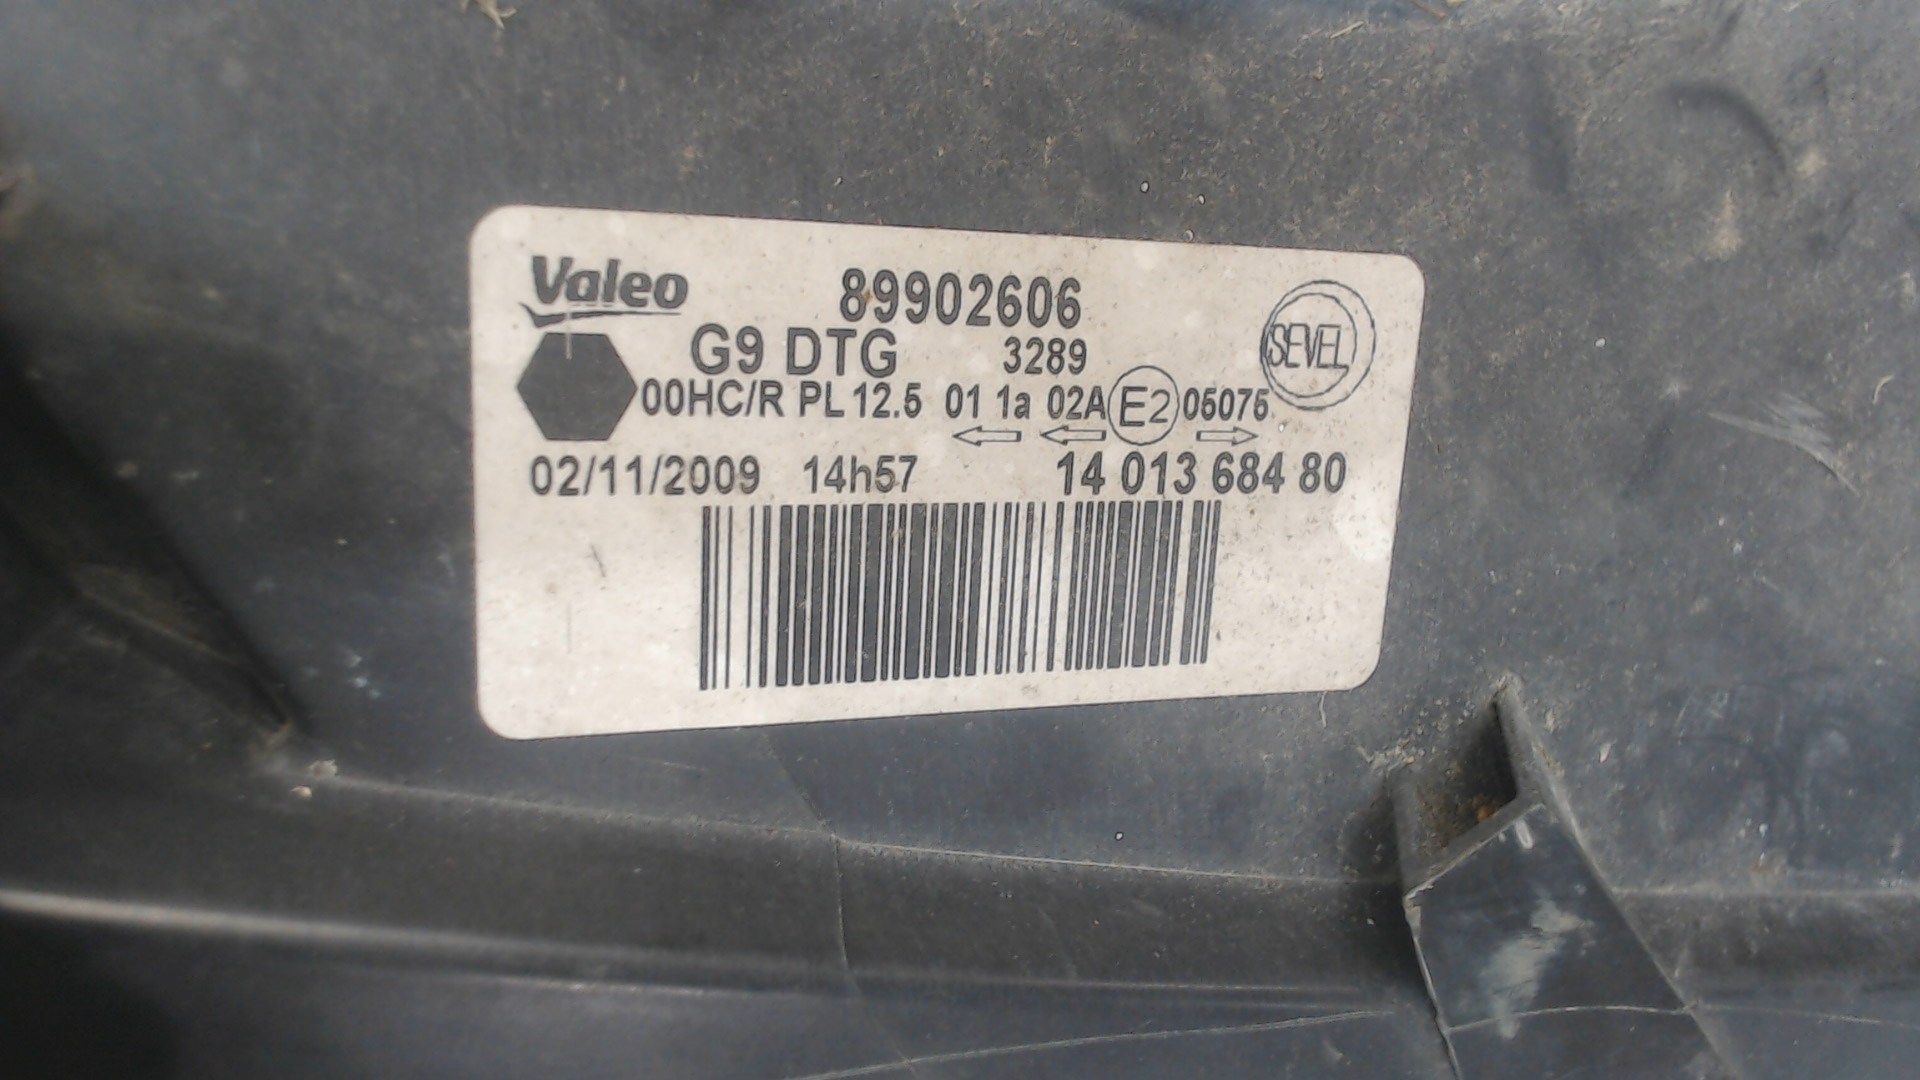 Valeo 89902606
G9 DTG 3289 SEVEL
00HC/R PL 12.5 01 1a 02A E2 05075
02/11/2009 14h57 14 013 684 80